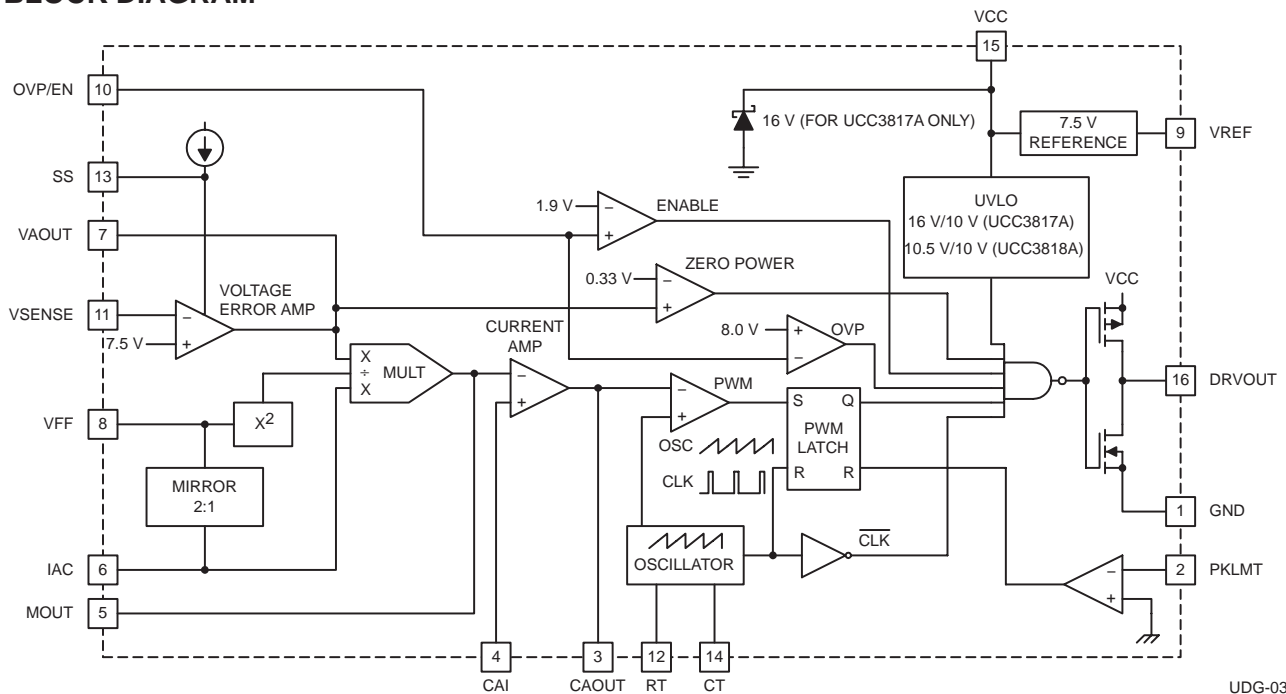 BLOCK DIAGRAM
VCC
15
OVP/EN
10
16 V (FOR UCC3817A ONLY)
7.5 V
REFERENCE
9
VREF
SS
13
UVLO
16 V/10 V (UCC3817A)
10.5 V/10 V (UCC3818A)
1.9 V
−
+
ENABLE
VAOUT
7
0.33 V
−
+
ZERO POWER
VCC
VSENSE
11
VOLTAGE
ERROR AMP
−
+
7.5 V
8.0 V
+
−
OVP
CURRENT
AMP
X
÷
X
MULT
−
+
−
+
PWM
S
Q
PWM
LATCH
R
R
16
DRVOUT
VFF
8
X2
OSC
CLK
MIRROR
2:1
1
GND
OSCILLATOR
CLK
IAC
6
−
+
2
PKLMT
MOUT
5
4
3
12
14
CAI
CAOUT
RT
CT
UDG-03